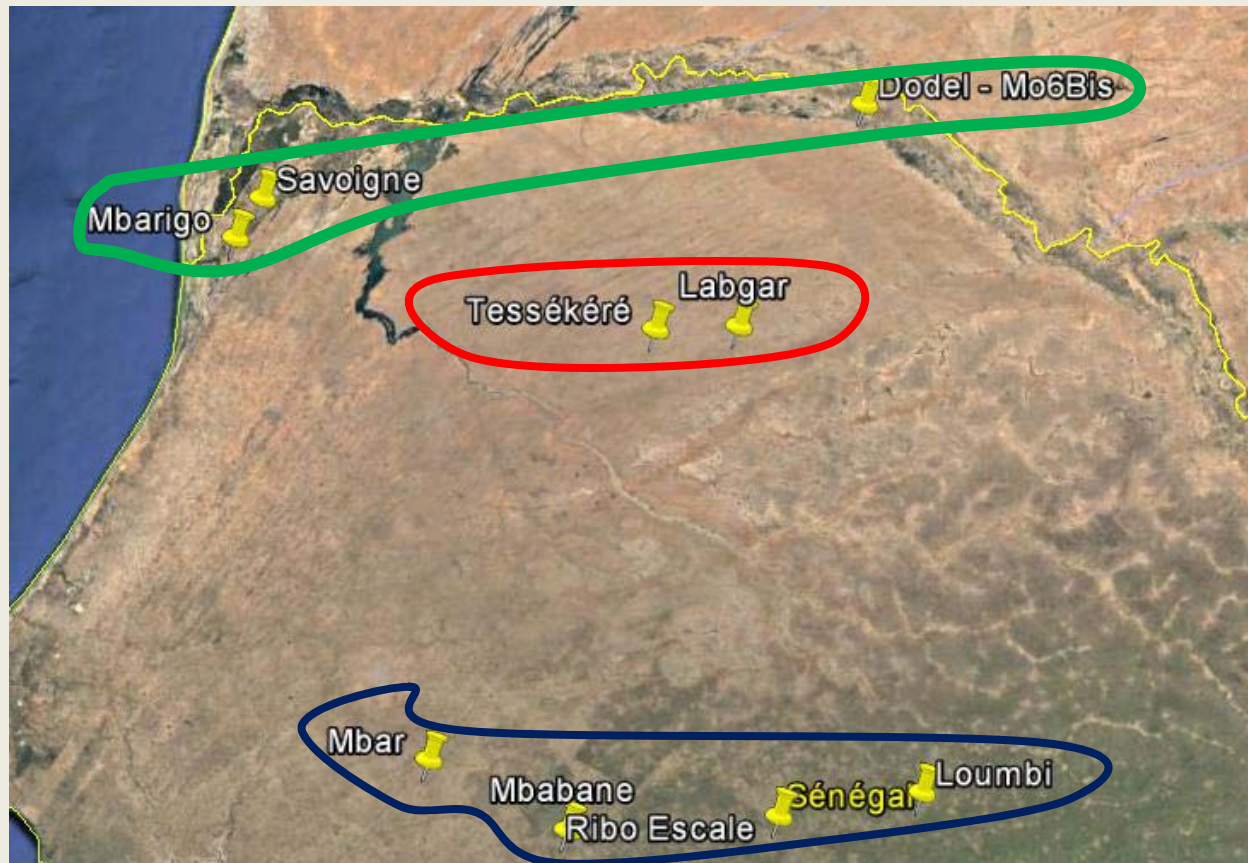 Dodel - Mo6Bis
Savoigne
Mbarigo
Labgar
Tessékéré
Mbar
Loumbi
Mbabane
Sénégal
Ribo Escale